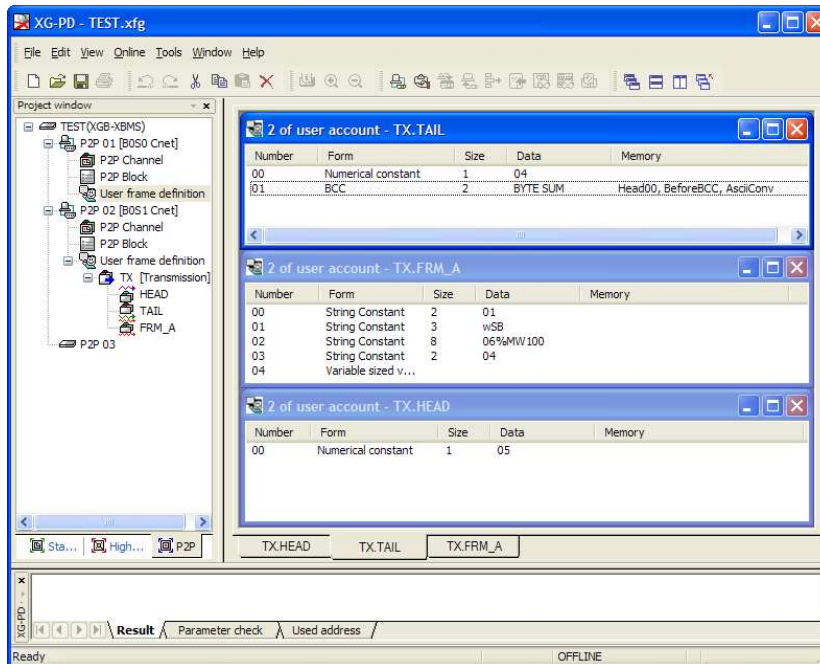 XG-PD - TEST.xfg
File Edit View Online Tools Window Help
Project window
TEST(XGB-XBMS)
P2P 01 [B0S0 Cnet]
P2P Channel
P2P Block
User frame definition
P2P 02 [B0S1 Cnet]
P2P Channel
P2P Block
User frame definition
TX [Transmission]
HEAD
TAIL
FRM_A
P2P 03
Sta... High... P2P
2 of user account - TX.TAIL
Number Form Size Data Memory
00 Numerical constant 1 04
01 BCC 2 BYTE SUM Head00, BeforeBCC, AsciiConv
2 of user account - TX.FRM_A
Number Form Size Data Memory
00 String Constant 2 01
01 String Constant 3 wSB
02 String Constant 8 06%MW100
03 String Constant 2 04
04 Variable sized v...
2 of user account - TX.HEAD
Number Form Size Data Memory
00 Numerical constant 1 05
TX.HEAD TX.TAIL TX.FRM_A
XG-PD -
Result Parameter check Used address
Ready OFFLINE